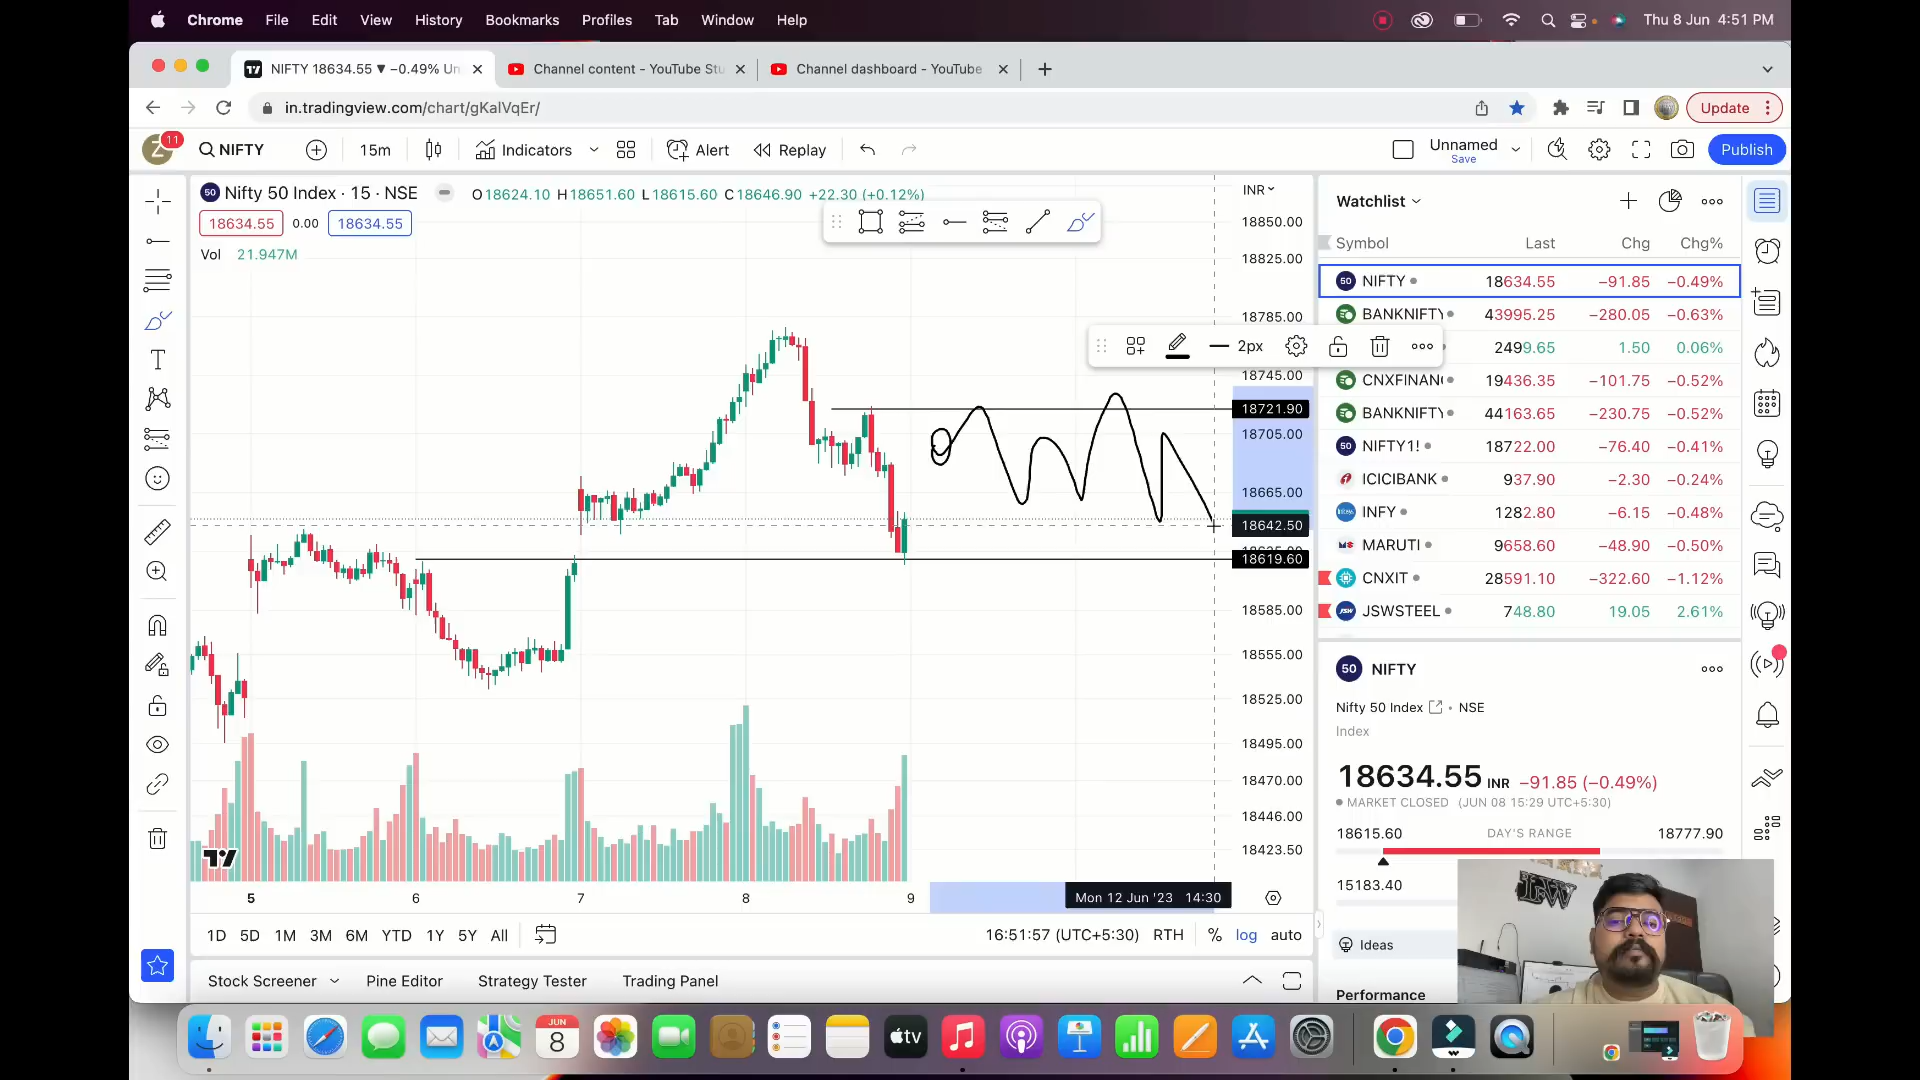 Chrome File Edit View History Bookmarks Profiles Tab Window Help Thu 8 Jun 4:51 PM
NIFTY 18634.55 ▼ −0.49% Un Channel content - YouTube Stu Channel dashboard - YouTube
in.tradingview.com/chart/gKalVqEr/ Update
Z 11 NIFTY 15m Indicators Alert Replay Unnamed Save Publish
50 Nifty 50 Index · 15 · NSE O18624.10 H18651.60 L18615.60 C18646.90 +22.30 (+0.12%)
18634.55 0.00 18634.55
Vol 21.947M
2px
INR
18850.00
18825.00
18785.00
18745.00
18721.90
18705.00
18665.00
18642.50
18619.60
18585.00
18555.00
18525.00
18495.00
18470.00
18446.00
18423.50
5 6 7 8 9 Mon 12 Jun '23 14:30
1D 5D 1M 3M 6M YTD 1Y 5Y All 16:51:57 (UTC+5:30) RTH % log auto
Stock Screener Pine Editor Strategy Tester Trading Panel
Watchlist
Symbol Last Chg Chg%
50 NIFTY 18634.55 −91.85 −0.49%
BANKNIFTY 43995.25 −280.05 −0.63%
2499.65 1.50 0.06%
CNXFINAN 19436.35 −101.75 −0.52%
BANKNIFTY 44163.65 −230.75 −0.52%
50 NIFTY1! 18722.00 −76.40 −0.41%
ICICIBANK 937.90 −2.30 −0.24%
INFY 1282.80 −6.15 −0.48%
MARUTI 9658.60 −48.90 −0.50%
CNXIT 28591.10 −322.60 −1.12%
JSWSTEEL 748.80 19.05 2.61%
50 NIFTY
Nifty 50 Index · NSE
Index
18634.55 INR −91.85 (−0.49%)
MARKET CLOSED (JUN 08 15:29 UTC+5:30)
18615.60 DAY'S RANGE 18777.90
15183.40
Ideas
Performance
LAW
JUN
8
tv